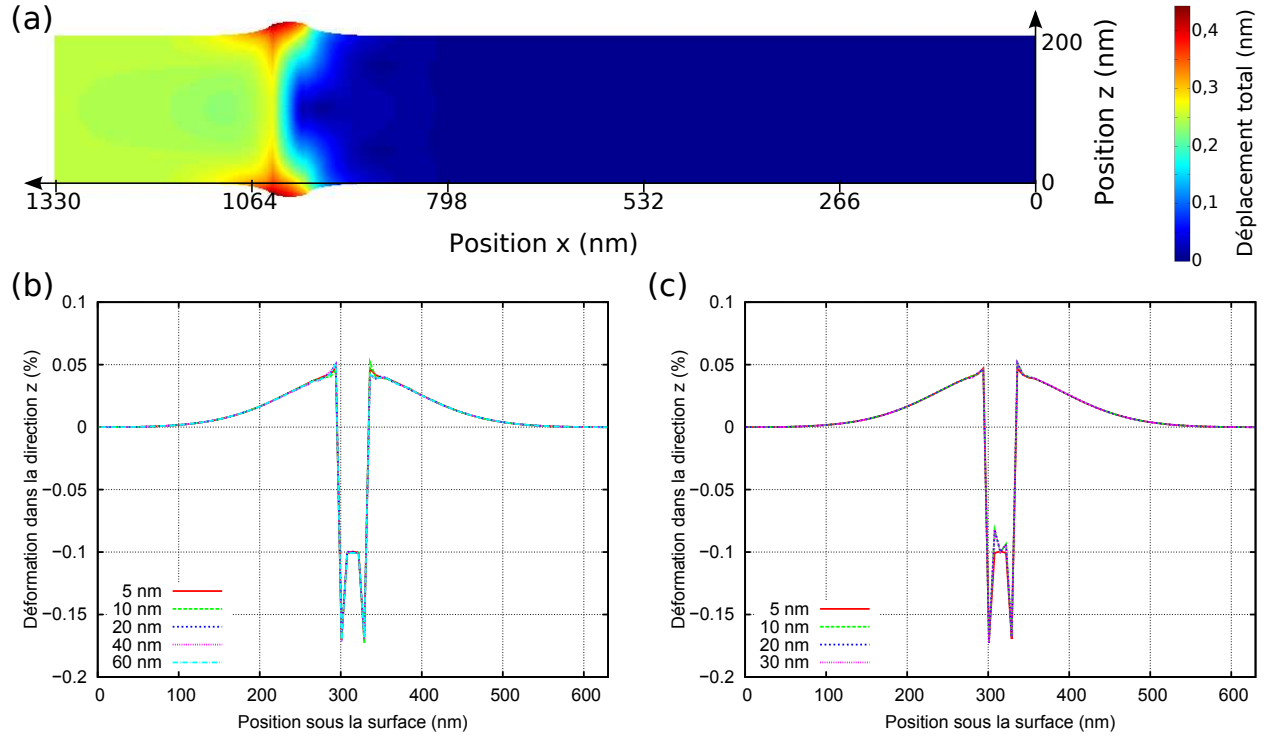 (a)
200
0
Position z (nm)
0,4
0,3
0,2
0,1
0
Déplacement total (nm)
1330 1064 798 532 266 0
Position x (nm)
(b)
0.1
0.05
0
−0.05
−0.1
−0.15
−0.2
Déformation dans la direction z (%)
5 nm
10 nm
20 nm
40 nm
60 nm
0 100 200 300 400 500 600
Position sous la surface (nm)
(c)
0.1
0.05
0
−0.05
−0.1
−0.15
−0.2
Déformation dans la direction z (%)
5 nm
10 nm
20 nm
30 nm
0 100 200 300 400 500 600
Position sous la surface (nm)